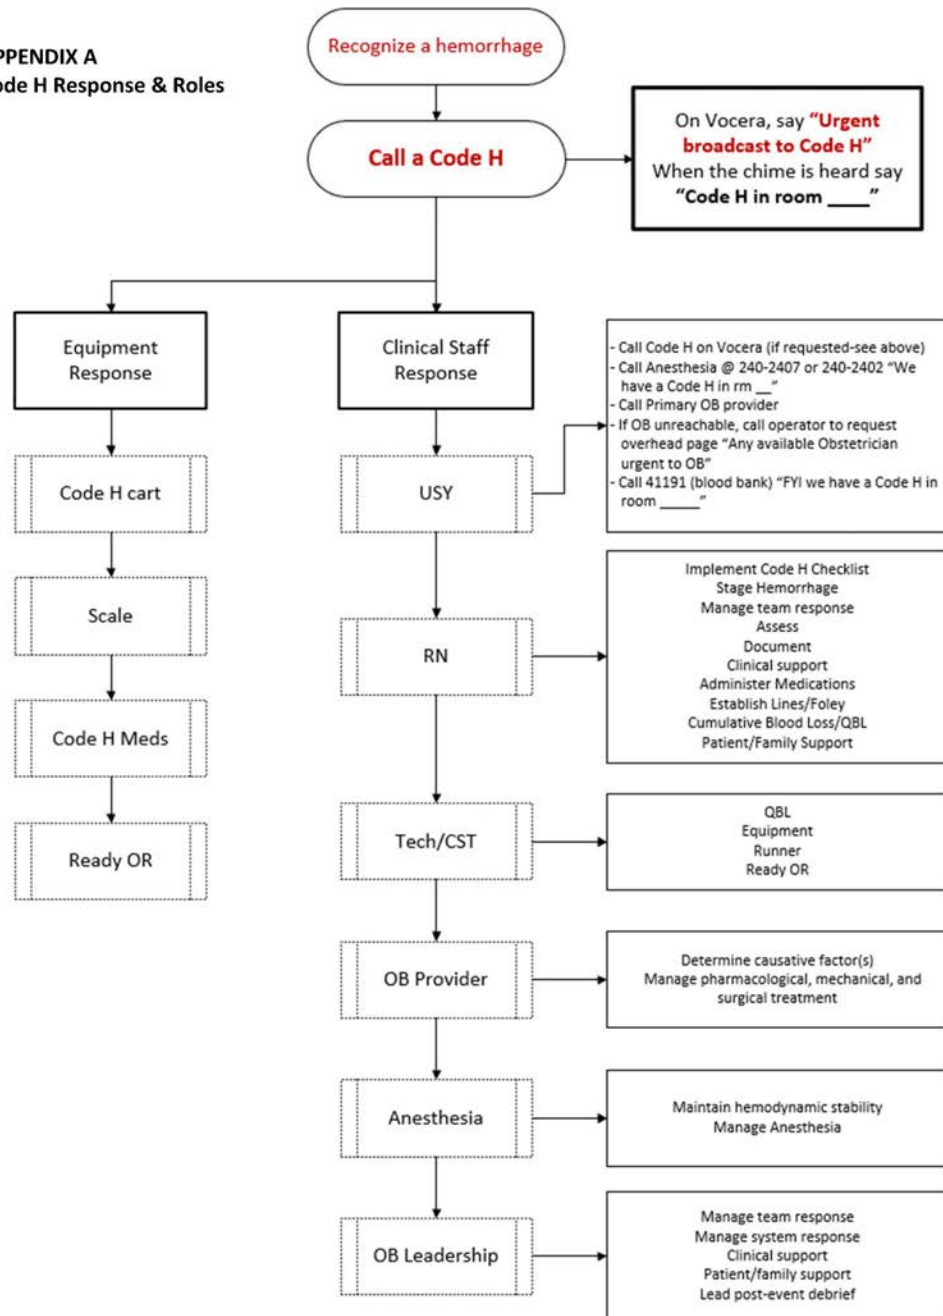 PPENDIX A
ode H Response & Roles
Recognize a hemorrhage
Call a Code H
On Vocera, say “Urgent
broadcast to Code H”
When the chime is heard say
“Code H in room ____”
Equipment
Response
Code H cart
Scale
Code H Meds
Ready OR
Clinical Staff
Response
USY
- Call Code H on Vocera (if requested-see above)
- Call Anesthesia @ 240-2407 or 240-2402 “We
have a Code H in rm __”
- Call Primary OB provider
- If OB unreachable, call operator to request
overhead page “Any available Obstetrician
urgent to OB”
- Call 41191 (blood bank) “FYI we have a Code H in
room _____”
RN
Implement Code H Checklist
Stage Hemorrhage
Manage team response
Assess
Document
Clinical support
Administer Medications
Establish Lines/Foley
Cumulative Blood Loss/QBL
Patient/Family Support
Tech/CST
QBL
Equipment
Runner
Ready OR
OB Provider
Determine causative factor(s)
Manage pharmacological, mechanical, and
surgical treatment
Anesthesia
Maintain hemodynamic stability
Manage Anesthesia
OB Leadership
Manage team response
Manage system response
Clinical support
Patient/family support
Lead post-event debrief